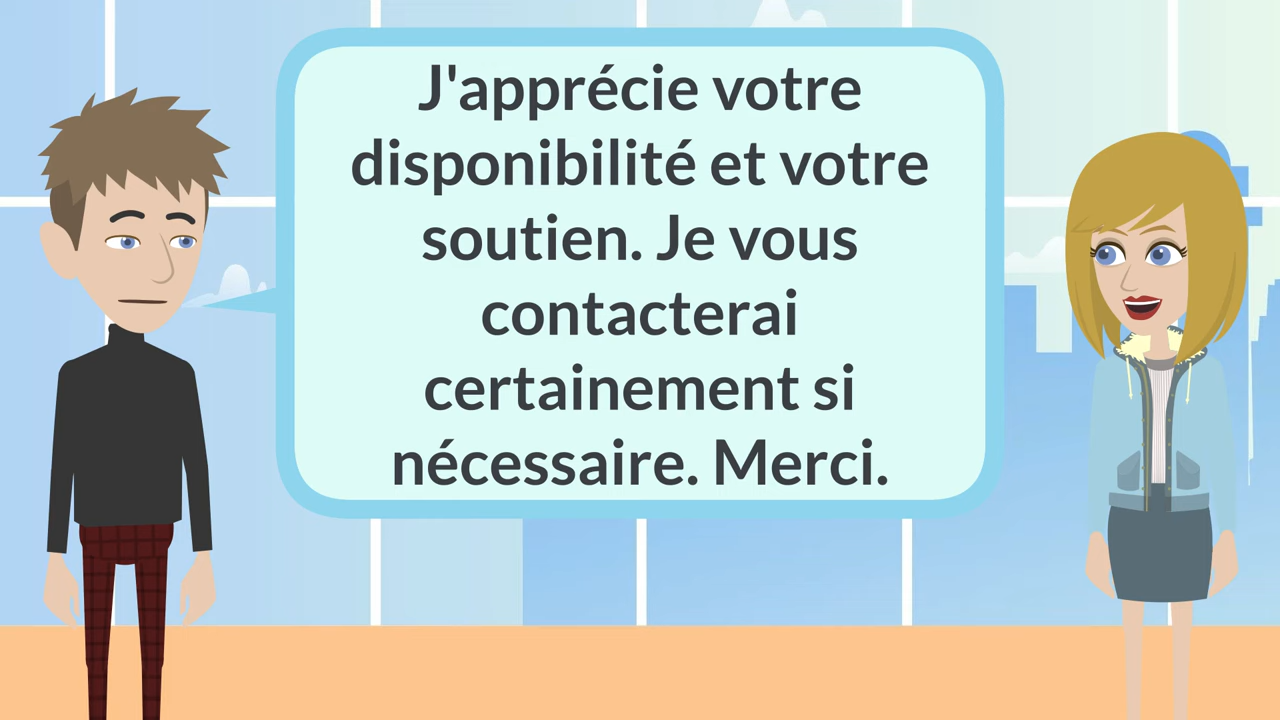 J'apprécie votre
disponibilité et votre
soutien. Je vous
contacterai
certainement si
nécessaire. Merci.